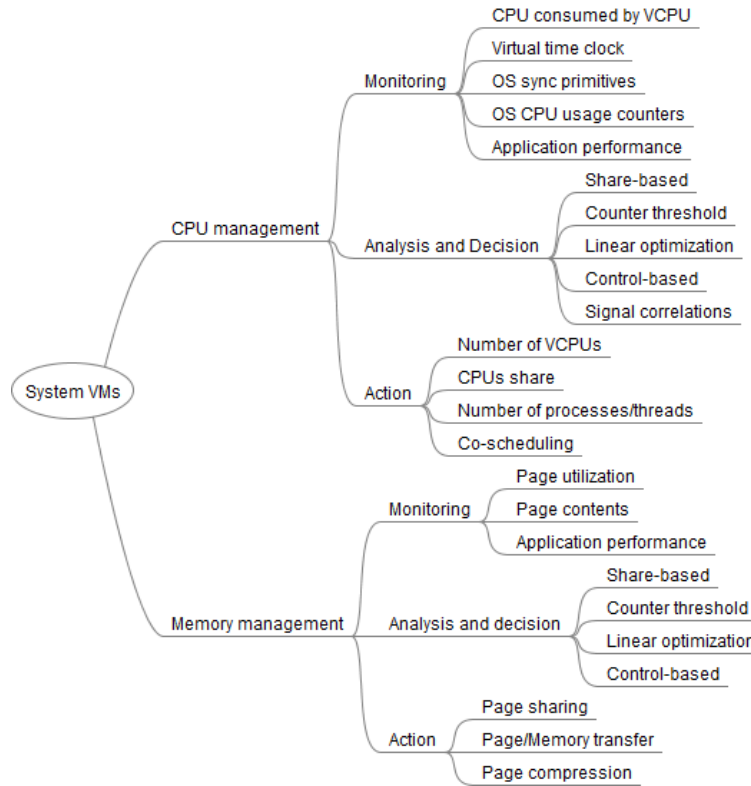 CPU consumed by VCPU
Virtual time clock
Monitoring
OS sync primitives
OS CPU usage counters
Application performance
Share-based
Counter threshold
CPU management
Analysis and Decision
Linear optimization
Control-based
Signal correlations
Number of VCPUs
CPUs share
System VMs
Action
Number of processes/threads
Co-scheduling
Page utilization
Monitoring
Page contents
Application performance
Share-based
Counter threshold
Memory management
Analysis and decision
Linear optimization
Control-based
Page sharing
Action
Page/Memory transfer
Page compression